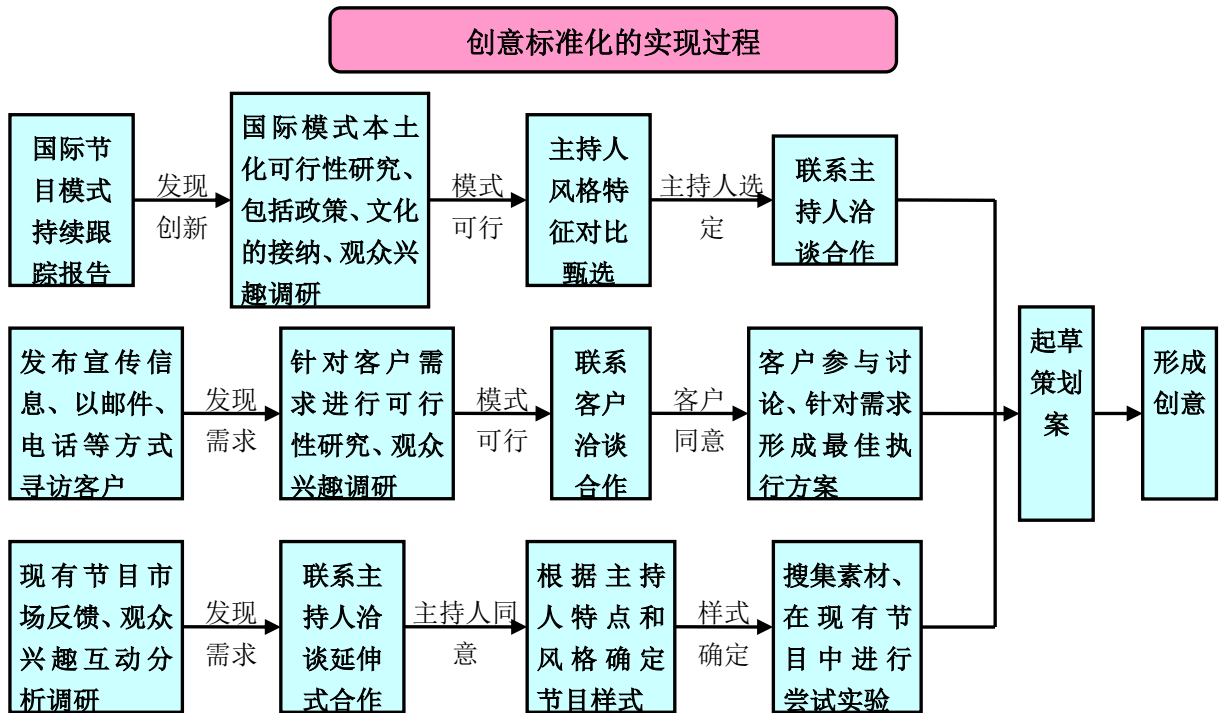 创意标准化的实现过程
国际节
目模式
持续跟
踪报告
发现
创新
国际模式本土
化可行性研究、
包括政策、文化
的接纳、观众兴
趣调研
模式
可行
主持人
风格特
征对比
甄选
主持人选
定
联系主
持人洽
谈合作
发布宣传信
息、以邮件、
电话等方式
寻访客户
发现
需求
针对客户需
求进行可行
性研究、观众
兴趣调研
模式
可行
联系
客户
洽谈
合作
客户
同意
客户参与讨
论、针对需求
形成最佳执
行方案
起草
策划
案
形成
创意
现有节目市
场反馈、观众
兴趣互动分
析调研
发现
需求
联系主
持人洽
谈延伸
式合作
主持人同
意
根据主持
人特点和
风格确定
节目样式
样式
确定
搜集素材、
在现有节
目中进行
尝试实验